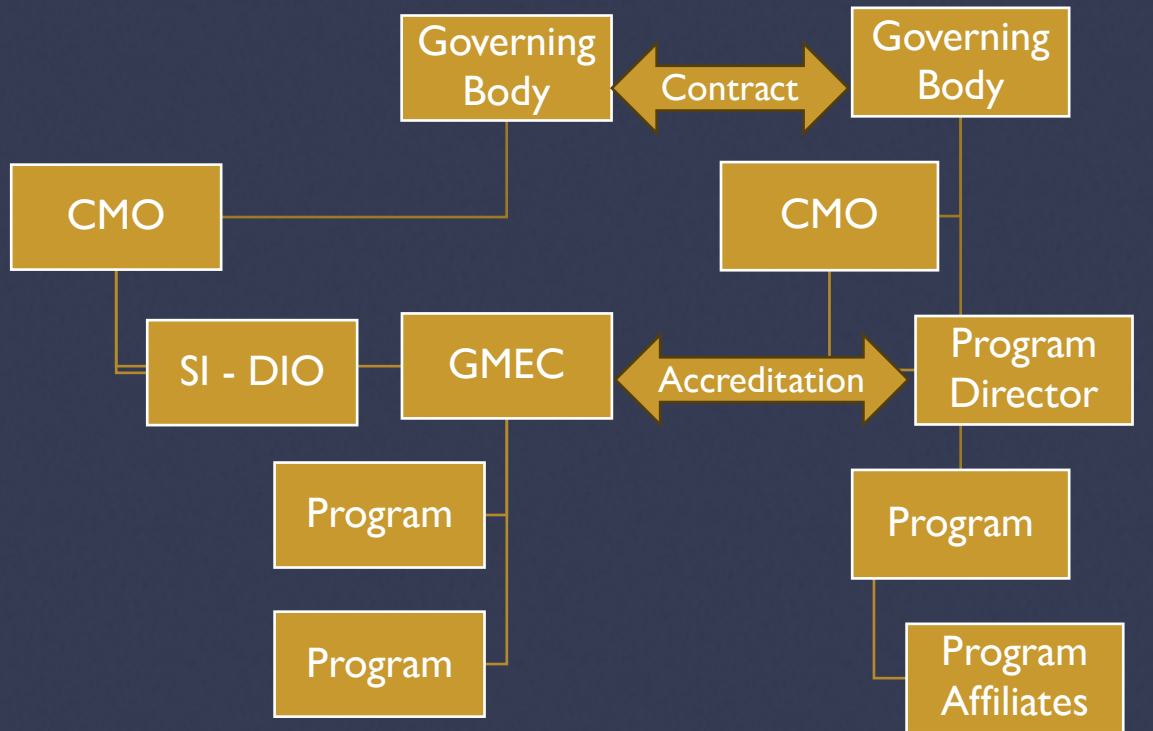 Governing
Body
Contract
Governing
Body
CMO
CMO
SI - DIO
GMEC
Accreditation
Program
Director
Program
Program
Program
Program
Affiliates